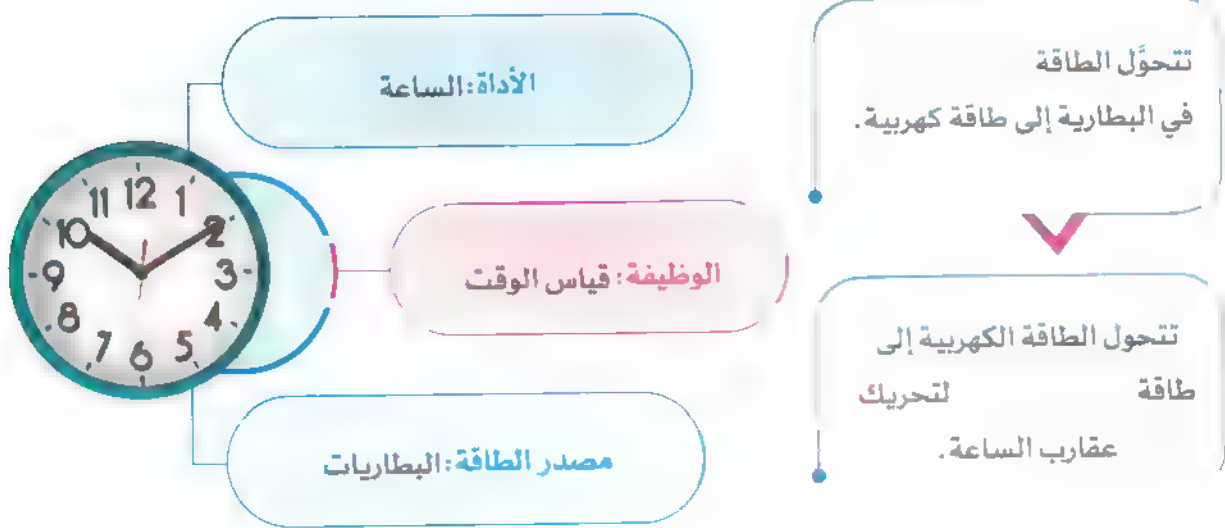 تتحوَّل الطاقة
في البطارية إلى طاقة كهربية.
تتحول الطاقة الكهربية إلى
طاقة لتحريك
عقارب الساعة.
الأداة: الساعة
الوظيفة: قياس الوقت
مصدر الطاقة: البطاريات
12
1
2
3
4
5
6
7
8
9
10
11